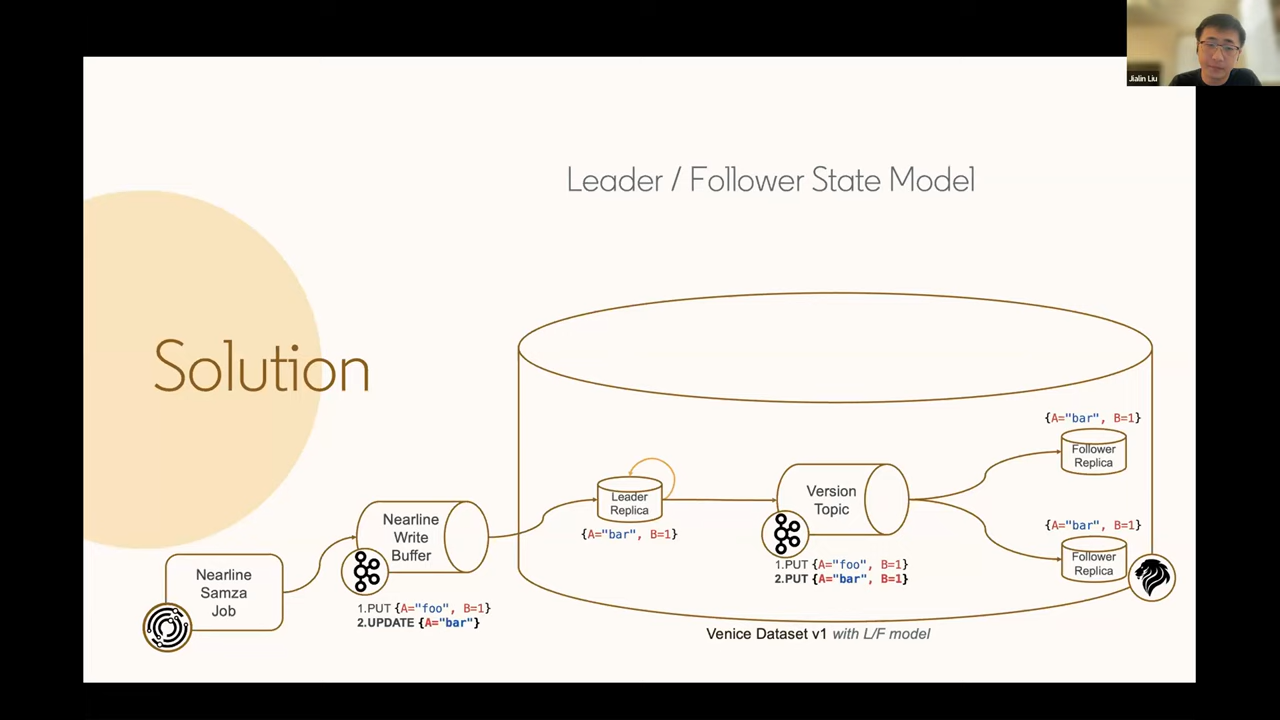 Jialin Liu
Leader / Follower State Model
Solution
{A="bar", B=1}
Follower
Replica
Leader
Replica
{A="bar", B=1}
Version
Topic
1.PUT {A="foo", B=1}
2.PUT {A="bar", B=1}
{A="bar", B=1}
Follower
Replica
Nearline
Write
Buffer
1.PUT {A="foo", B=1}
2.UPDATE {A="bar"}
Nearline
Samza
Job
Venice Dataset v1 with L/F model